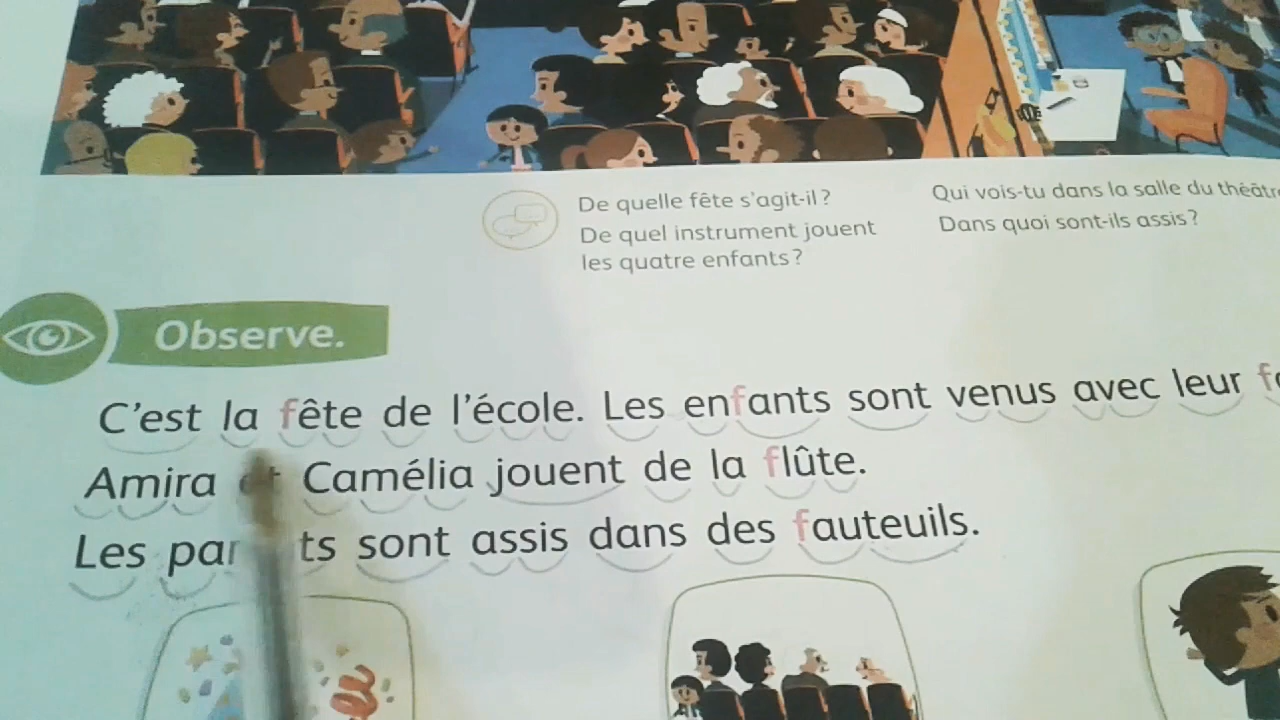 De quelle fête s'agit-il ?
De quel instrument jouent
les quatre enfants ?
Qui vois-tu dans la salle du
Dans quoi sont-ils assis ?
Observe.
C'est la fête de l'école. Les enfants sont venus avec leur
Amira Camélia jouent de la flûte.
Les sont assis dans des fauteuils.